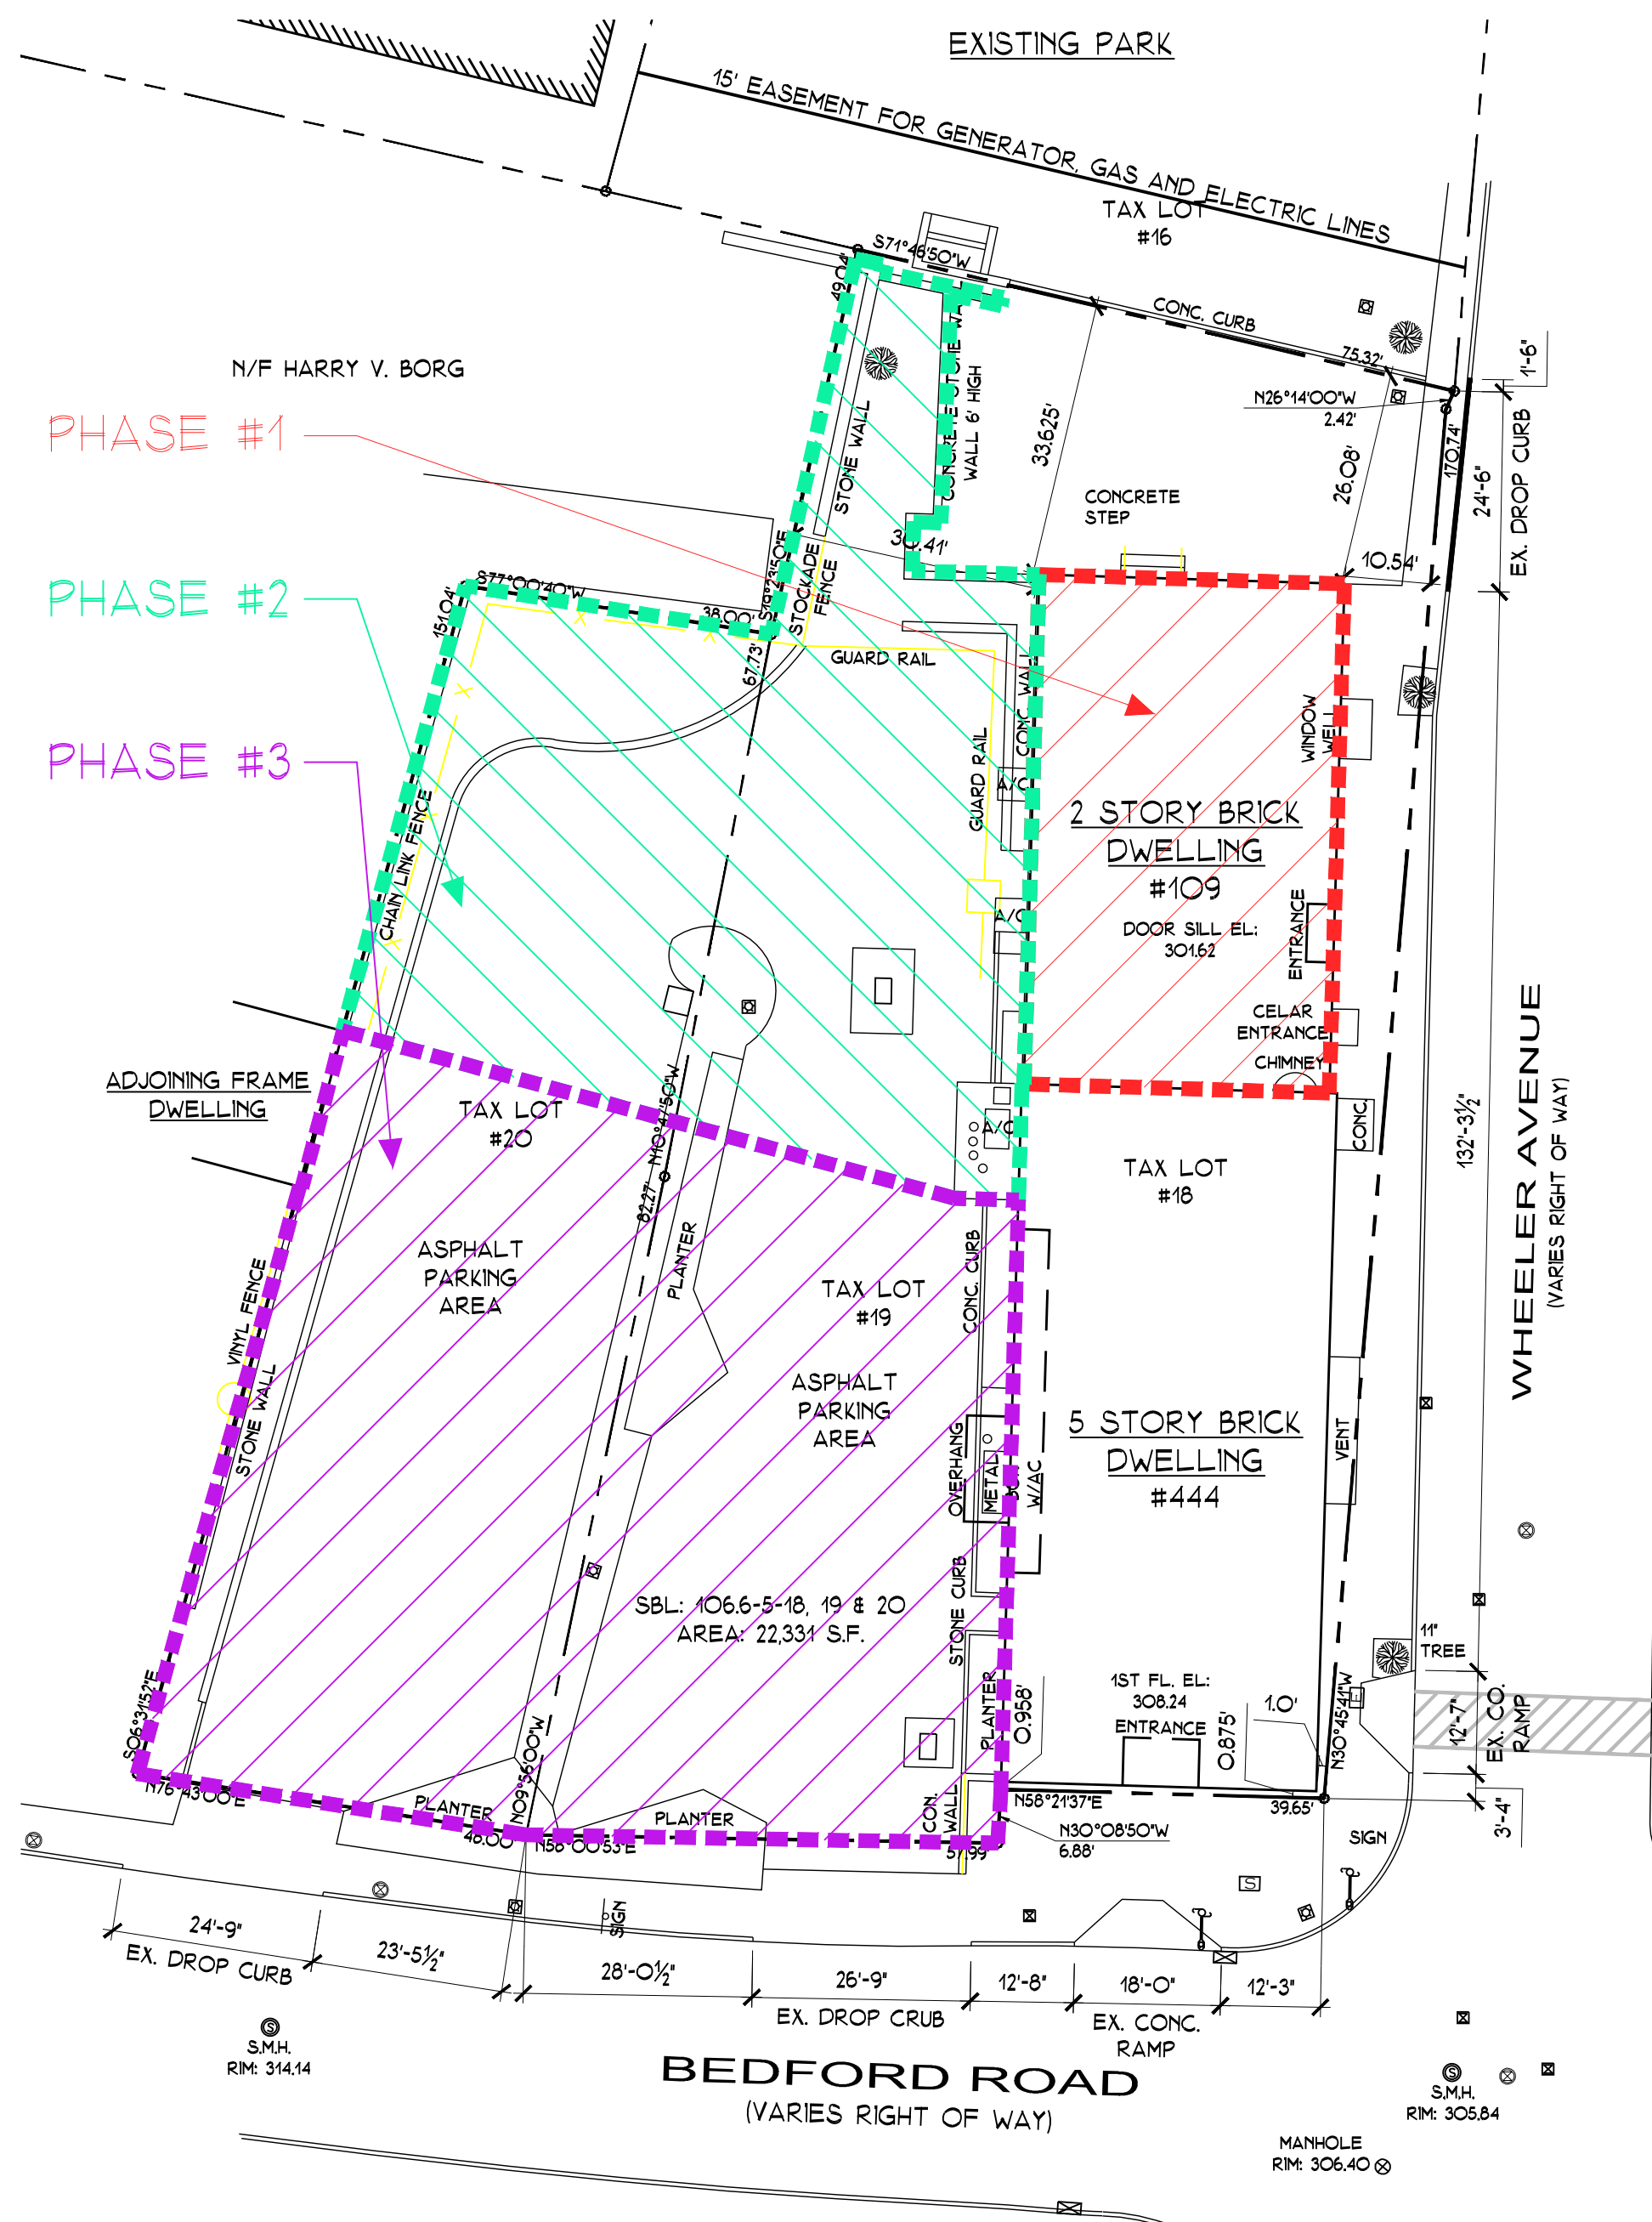 EXISTING PARK
15' EASEMENT FOR GENERATOR, GAS AND ELECTRIC LINES
TAX LOT
#16
S71°46'50"W
49.04'
CONC. CURB
75.32'
1'-6"
N/F HARRY V. BORG
N26°14'00"W
2.42'
170.74'
24'-6"
EX. DROP CURB
PHASE #1
STONE WALL
WALL 6' HIGH
33.625'
26.08'
CONCRETE
STEP
30.41'
10.54'
PHASE #2
S77°00'40"W
38.00'
151.04'
S19°23'50"E
STOCKADE
FENCE
67.73'
GUARD RAIL
CONC. WALL
GUARD RAIL
WINDOW
WELL
PHASE #3
A/C
CHAIN LINK FENCE
2 STORY BRICK
DWELLING
#109
DOOR SILL EL:
301.62
ENTRANCE
A/C
CELAR
ENTRANCE
CHIMNEY
ADJOINING FRAME
DWELLING
TAX LOT
#20
N10°47'50"W
82.27'
A/C
CONC.
TAX LOT
#18
132'-3½"
WHEELER AVENUE
(VARIES RIGHT OF WAY)
ASPHALT
PARKING
AREA
PLANTER
TAX LOT
#19
CONC. CURB
VINYL FENCE
STONE WALL
ASPHALT
PARKING
AREA
OVERHANG
METAL
W/AC
5 STORY BRICK
DWELLING
#444
VENT
SBL: 106.6-5-18, 19 & 20
AREA: 22,331 S.F.
STONE CURB
PLANTER
0.958'
1ST FL. EL:
308.24
ENTRANCE
0.875'
1.0'
N30°45'41"W
11"
TREE
12'-7"
EX. CO.
RAMP
S06°31'52"E
N76°43'00"E
PLANTER
46.00'
N09°56'00"W
N58°00'53"E
PLANTER
CON.
WALL
57.99'
N58°21'37"E
39.65'
N30°08'50"W
6.88'
SIGN
3'-4"
S
SIGN
24'-9"
EX. DROP CURB
23'-5½"
28'-0½"
26'-9"
EX. DROP CRUB
12'-8"
18'-0"
EX. CONC.
RAMP
12'-3"
S
S.M.H.
RIM: 314.14
BEDFORD ROAD
(VARIES RIGHT OF WAY)
S
S.M.H.
RIM: 305.84
MANHOLE
RIM: 306.40